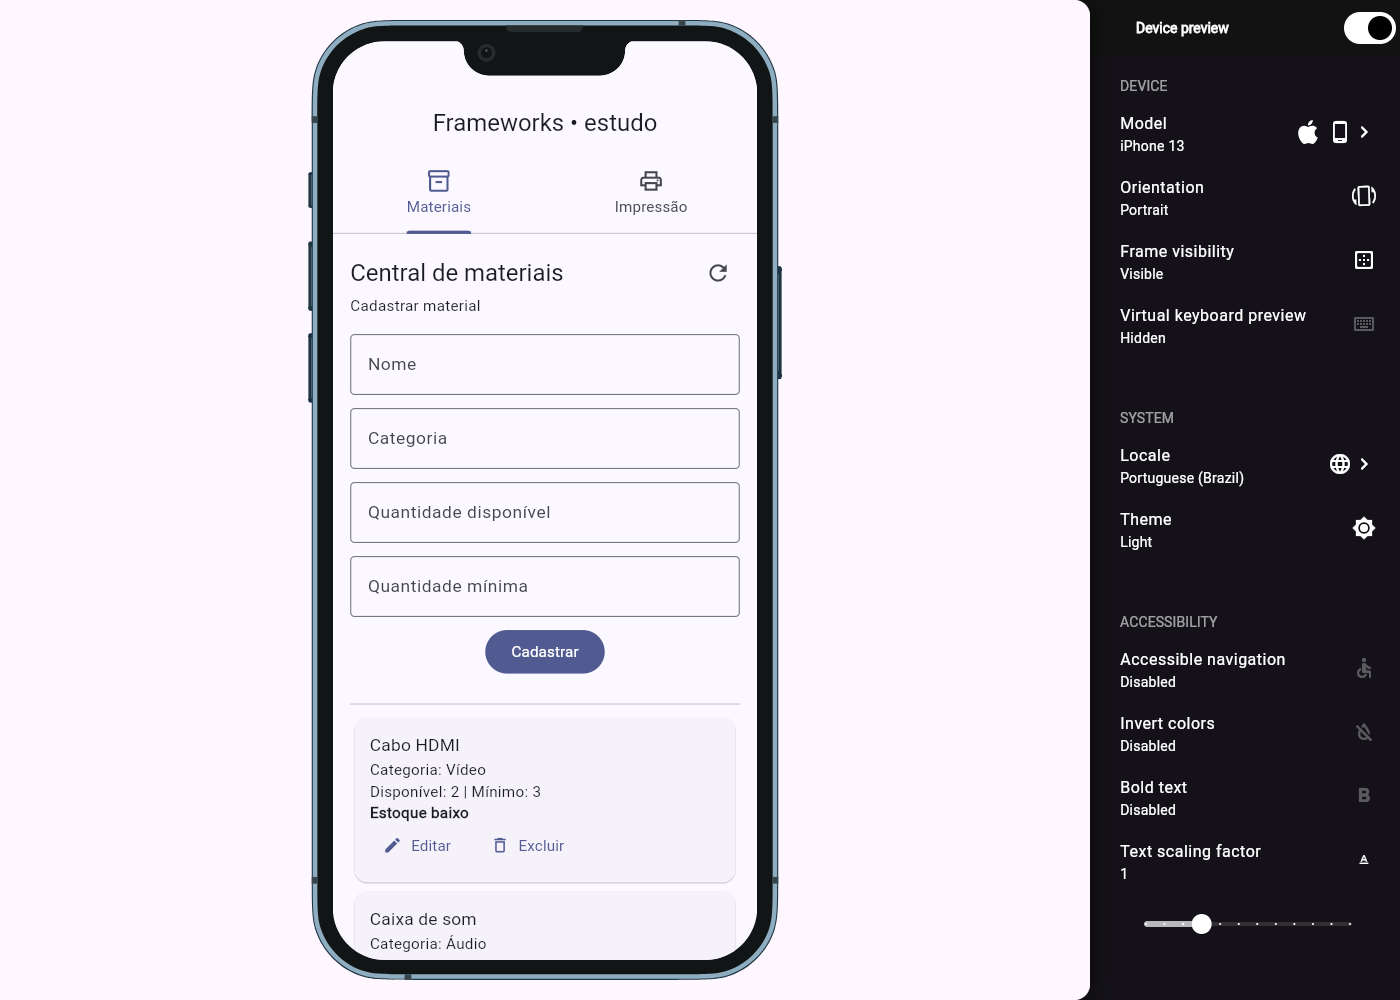 Frameworks • estudo
Materiais
Impressão
Central de materiais
Cadastrar material
Nome
Categoria
Quantidade disponível
Quantidade mínima
Cadastrar
Cabo HDMI
Categoria: Vídeo
Disponível: 2 | Mínimo: 3
Estoque baixo
Editar
Excluir
Caixa de som
Categoria: Áudio
Device preview
DEVICE
Model
iPhone 13
Orientation
Portrait
Frame visibility
Visible
Virtual keyboard preview
Hidden
SYSTEM
Locale
Portuguese (Brazil)
Theme
Light
ACCESSIBILITY
Accessible navigation
Disabled
Invert colors
Disabled
Bold text
Disabled
B
Text scaling factor
1
A